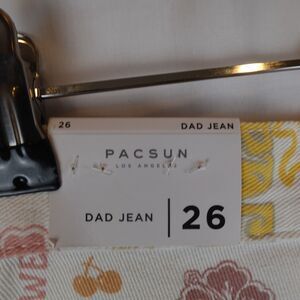 26 DAD JEAN
PACSUN
LOS ANGELES
DAD JEAN | 26